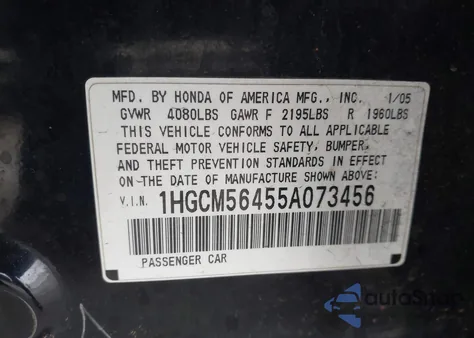 MFD. BY HONDA OF AMERICA MFG., INC. 1/05
GVWR 4080LBS GAWR F 2195LBS R 1960LBS
THIS VEHICLE CONFORMS TO ALL APPLICABLE
FEDERAL MOTOR VEHICLE SAFETY, BUMPER,
AND THEFT PREVENTION STANDARDS IN EFFECT
ON THE DATE OF MANUFACTURE SHOWN ABOVE:
V.I.N. 1HGCM56455A073456
PASSENGER CAR